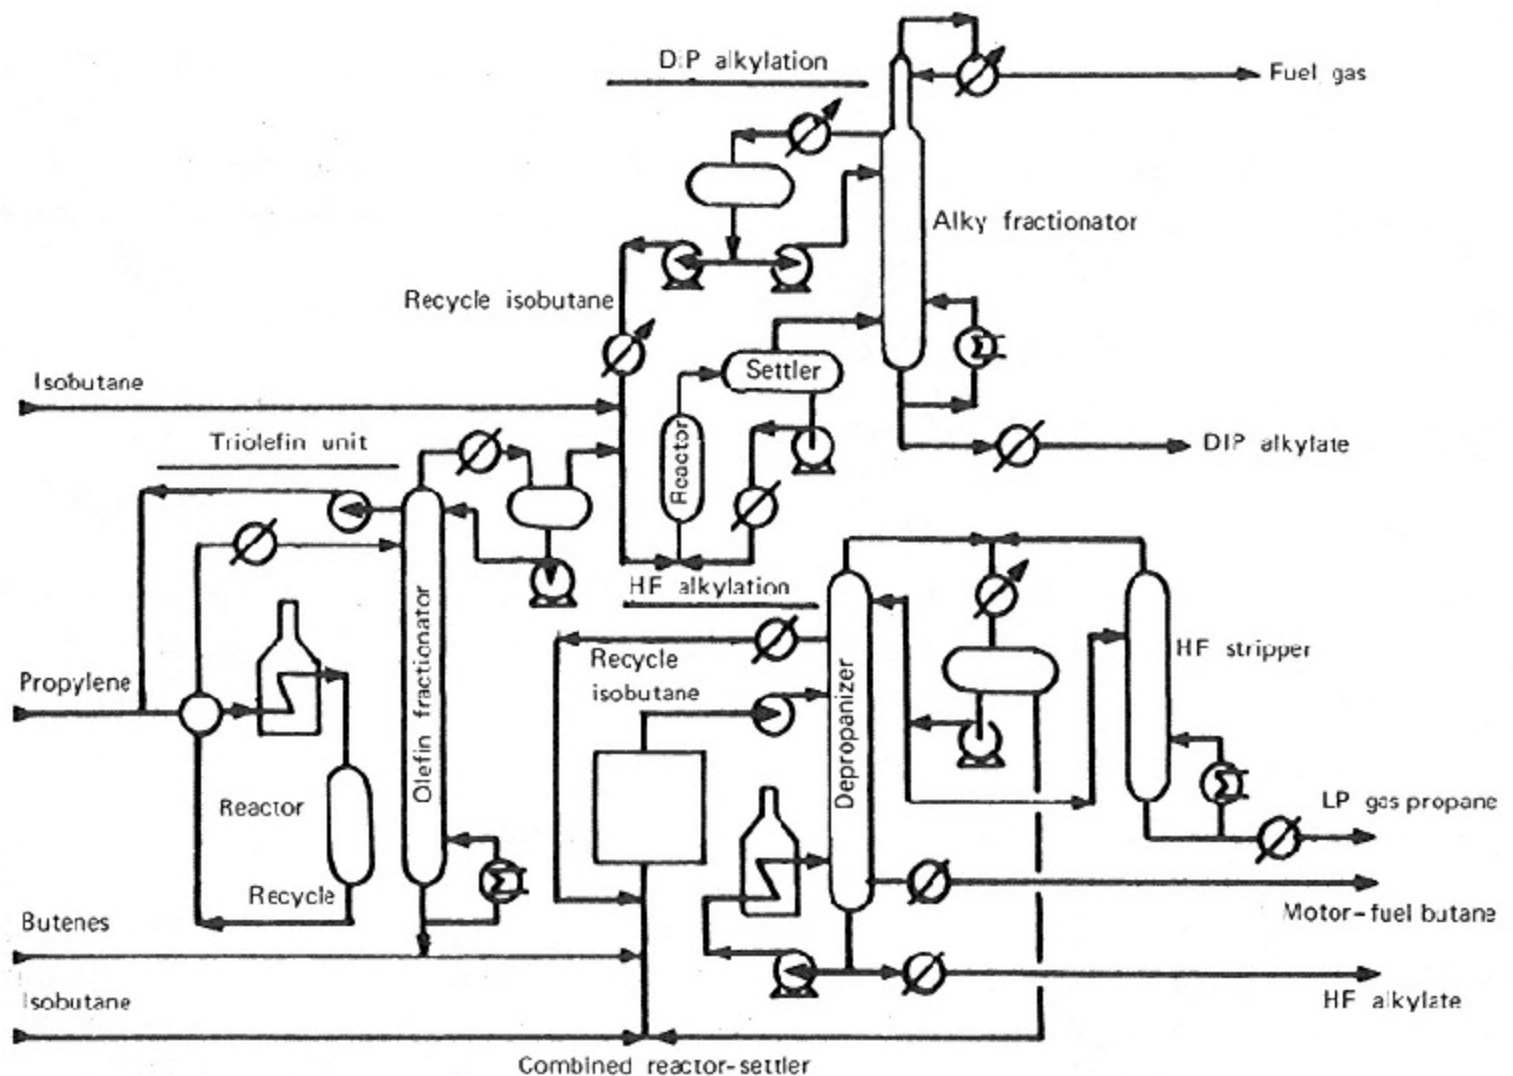 DIP alkylation
Fuel gas
Alky fractionator
Recycle isobutane
Isobutane
Settler
Triolefin unit
Reactor
DIP alkylate
HF alkylation
Olefin fractionator
Recycle
isobutane
Depropanizer
HF stripper
Propylene
Reactor
LP gas propane
Recycle
Motor-fuel butane
Butenes
Isobutane
HF alkylate
Combined reactor-settler